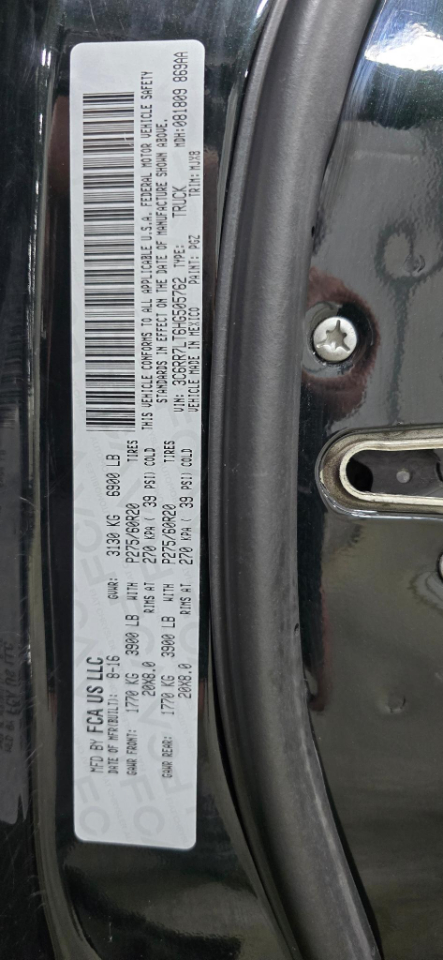 MFD BY FCA US LLC
DATE OF MFR(BUILT): 8-16 GVWR: 3130 KG 6900 LB
GAWR FRONT: 1770 KG 3900 LB WITH P275/60R20 TIRES
20X8.0 RIMS AT 270 KPA ( 39 PSI) COLD
GAWR REAR: 1770 KG 3900 LB WITH P275/60R20 TIRES
20X8.0 RIMS AT 270 KPA ( 39 PSI) COLD
THIS VEHICLE CONFORMS TO ALL APPLICABLE U.S.A. FEDERAL MOTOR VEHICLE SAFETY
STANDARDS IN EFFECT ON THE DATE OF MANUFACTURE SHOWN ABOVE.
VIN: 3C6RR7LT6HG505762 TYPE: TRUCK MDH:081809 869AA
VEHICLE MADE IN MEXICO PAINT: PGZ TRIM: MJX8